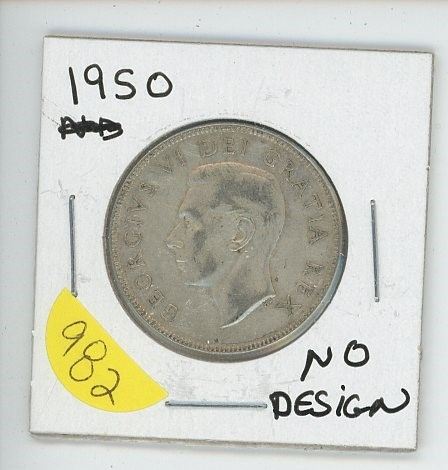 1950
GEORGIVS VI DEI GRATIA REX
982
NO
DESIGN